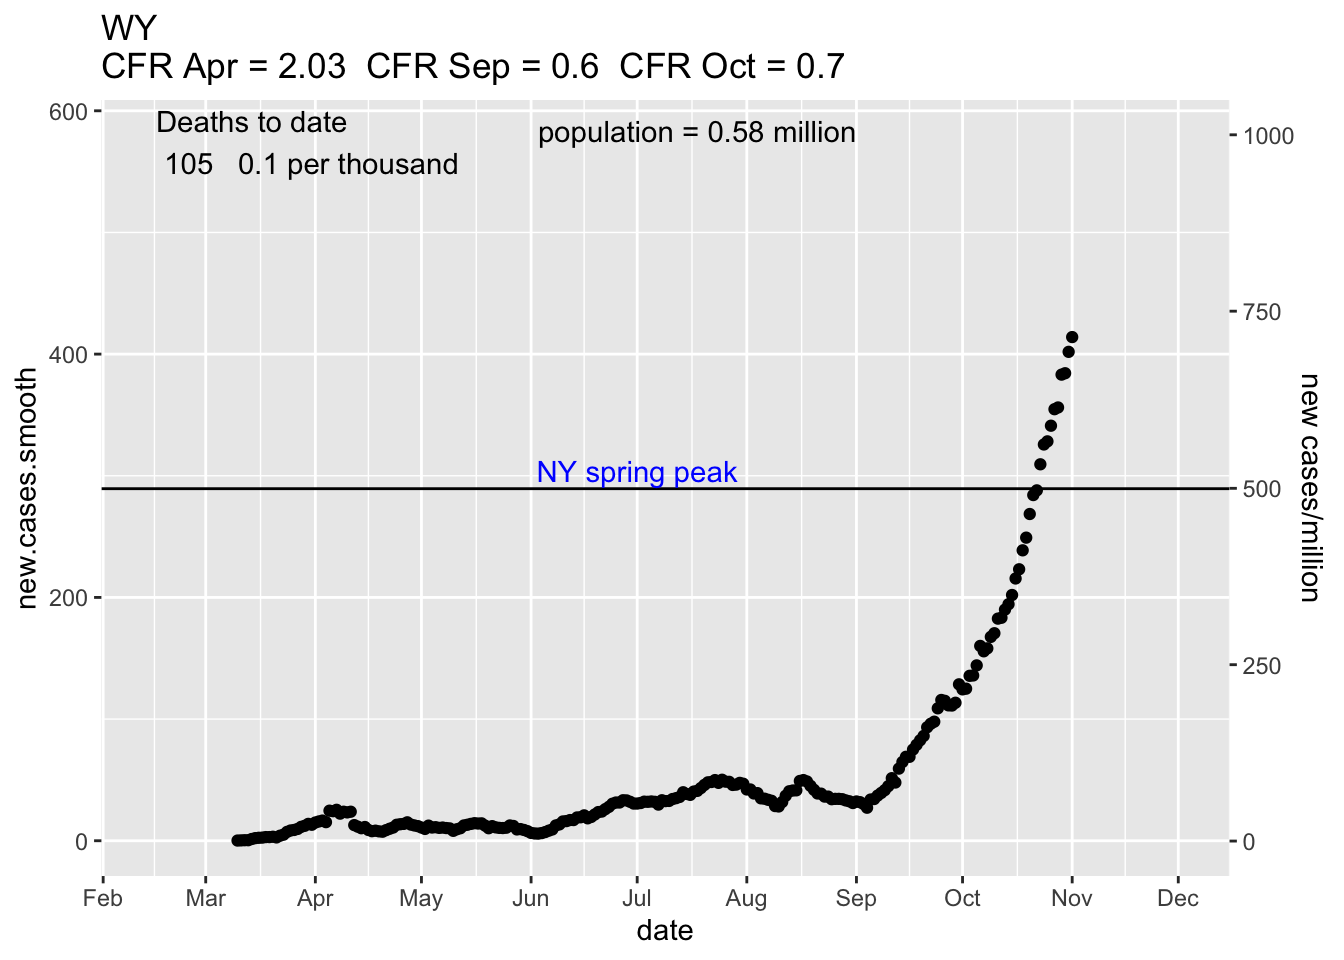 WY
CFR Apr = 2.03  CFR Sep = 0.6  CFR Oct = 0.7
Deaths to date
105   0.1 per thousand
population = 0.58 million
NY spring peak
new.cases.smooth
600
400
200
0
new cases/million
1000
750
500
250
0
Feb Mar Apr May Jun Jul Aug Sep Oct Nov Dec
date